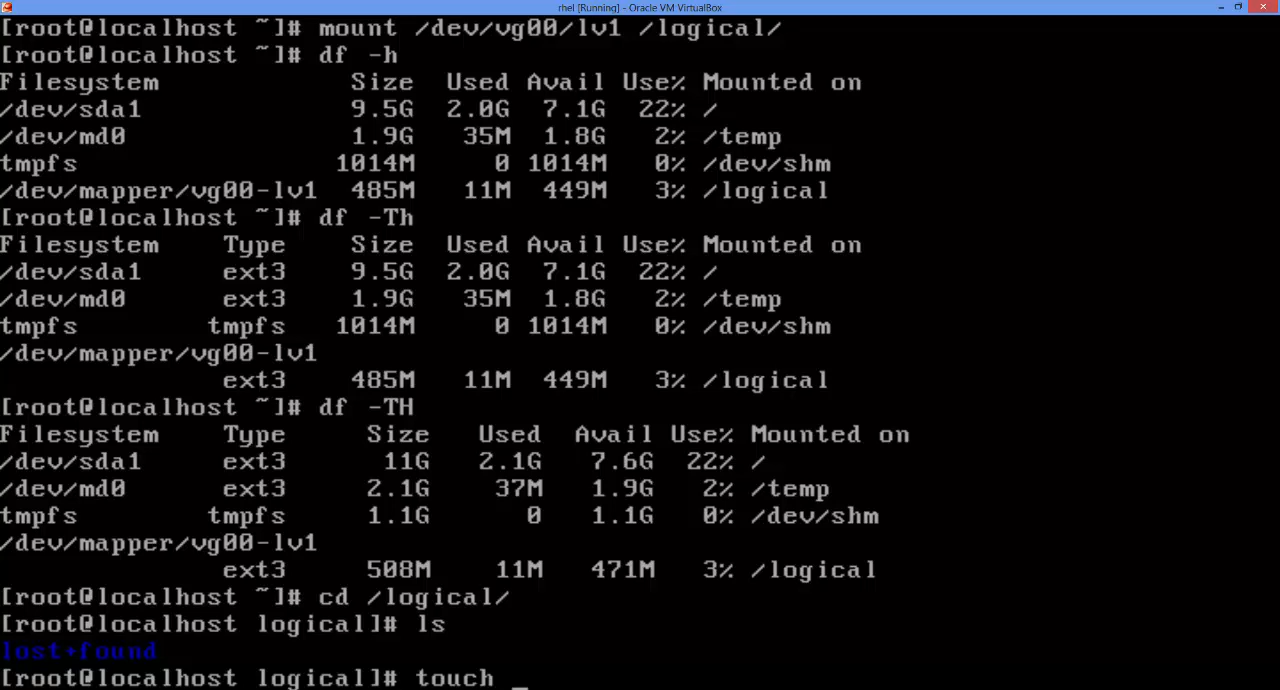 rhel [Running] - Oracle VM VirtualBox
[root@localhost ~]# mount /dev/vg00/lv1 /logical/
[root@localhost ~]# df -h
Filesystem            Size  Used Avail Use% Mounted on
/dev/sda1             9.5G  2.0G  7.1G  22% /
/dev/md0              1.9G   35M  1.8G   2% /temp
tmpfs                1014M     0 1014M   0% /dev/shm
/dev/mapper/vg00-lv1  485M   11M  449M   3% /logical
[root@localhost ~]# df -Th
Filesystem    Type    Size  Used Avail Use% Mounted on
/dev/sda1     ext3    9.5G  2.0G  7.1G  22% /
/dev/md0      ext3    1.9G   35M  1.8G   2% /temp
tmpfs        tmpfs   1014M     0 1014M   0% /dev/shm
/dev/mapper/vg00-lv1
              ext3    485M   11M  449M   3% /logical
[root@localhost ~]# df -TH
Filesystem    Type     Size   Used  Avail Use% Mounted on
/dev/sda1     ext3      11G   2.1G   7.6G  22% /
/dev/md0      ext3     2.1G    37M   1.9G   2% /temp
tmpfs        tmpfs     1.1G      0   1.1G   0% /dev/shm
/dev/mapper/vg00-lv1
              ext3     508M    11M   471M   3% /logical
[root@localhost ~]# cd /logical/
[root@localhost logical]# ls
lost+found
[root@localhost logical]# touch _